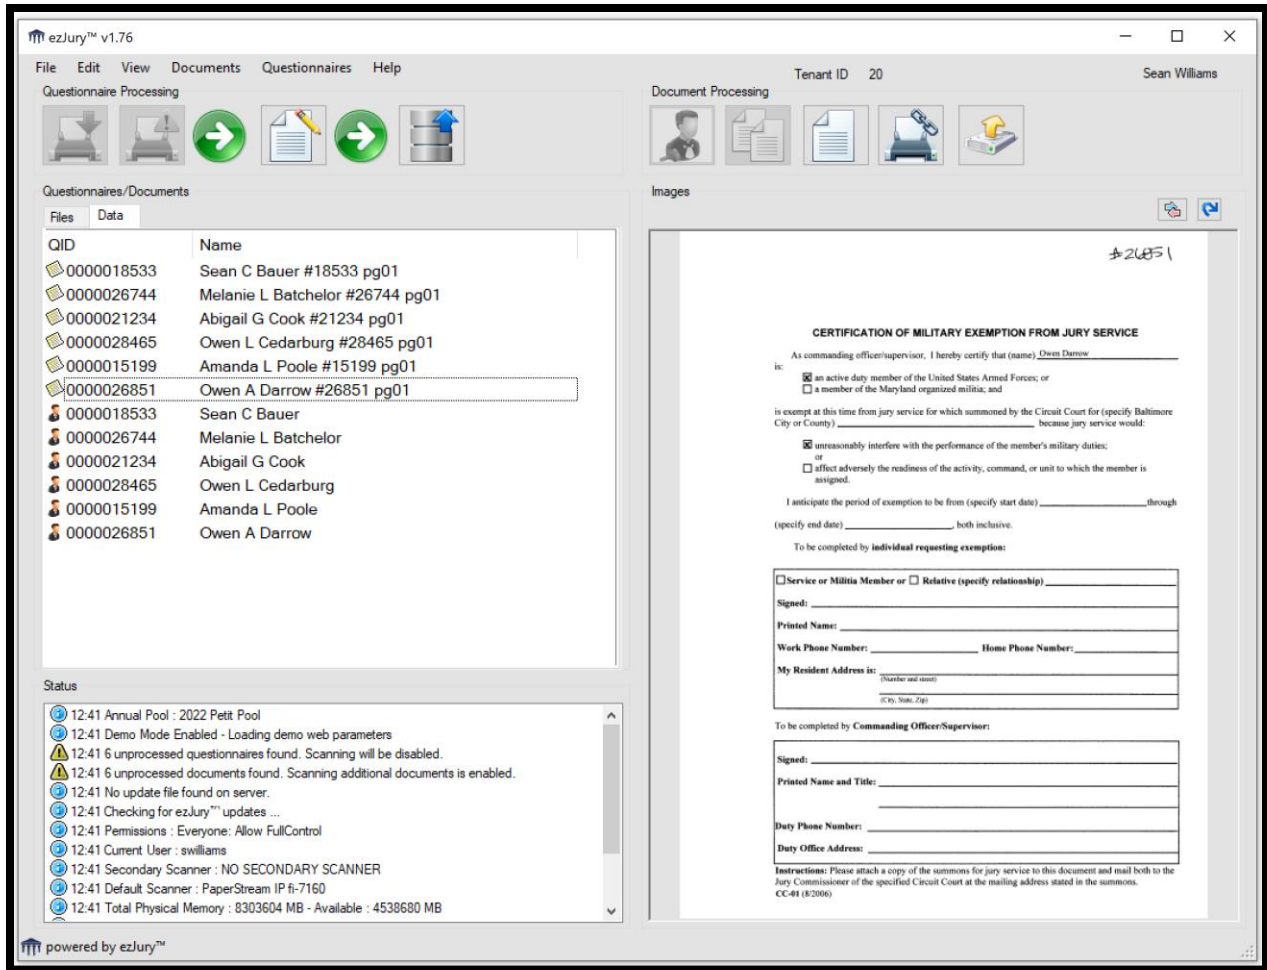 ezJury™ v1.76
File Edit View Documents Questionnaires Help
Tenant ID 20
Sean Williams
Questionnaire Processing
Document Processing
Questionnaires/Documents
Files Data
QID Name
0000018533 Sean C Bauer #18533 pg01
0000026744 Melanie L Batchelor #26744 pg01
0000021234 Abigail G Cook #21234 pg01
0000028465 Owen L Cedarburg #28465 pg01
0000015199 Amanda L Poole #15199 pg01
0000026851 Owen A Darrow #26851 pg01
0000018533 Sean C Bauer
0000026744 Melanie L Batchelor
0000021234 Abigail G Cook
0000028465 Owen L Cedarburg
0000015199 Amanda L Poole
0000026851 Owen A Darrow
Status
12:41 Annual Pool : 2022 Petit Pool
12:41 Demo Mode Enabled - Loading demo web parameters
12:41 6 unprocessed questionnaires found. Scanning will be disabled.
12:41 6 unprocessed documents found. Scanning additional documents is enabled.
12:41 No update file found on server.
12:41 Checking for ezJury™ updates ...
12:41 Permissions : Everyone: Allow FullControl
12:41 Current User : swilliams
12:41 Secondary Scanner : NO SECONDARY SCANNER
12:41 Default Scanner : PaperStream IP fi-7160
12:41 Total Physical Memory : 8303604 MB - Available : 4538680 MB
Images
#26851
CERTIFICATION OF MILITARY EXEMPTION FROM JURY SERVICE
As commanding officer/supervisor, I hereby certify that (name) Owen Darrow
is:
an active duty member of the United States Armed Forces; or
a member of the Maryland organized militia; and
is exempt at this time from jury service for which summoned by the Circuit Court for (specify Baltimore
City or County) because jury service would:
unreasonably interfere with the performance of the member's military duties;
or
affect adversely the readiness of the activity, command, or unit to which the member is
assigned.
I anticipate the period of exemption to be from (specify start date) through
(specify end date) , both inclusive.
To be completed by individual requesting exemption:
Service or Militia Member or Relative (specify relationship)
Signed:
Printed Name:
Work Phone Number: Home Phone Number:
My Resident Address is:
(Number and street)
(City, State, Zip)
To be completed by Commanding Officer/Supervisor:
Signed:
Printed Name and Title:
Duty Phone Number:
Duty Office Address:
Instructions: Please attach a copy of the summons for jury service to this document and mail both to the
Jury Commissioner of the specified Circuit Court at the mailing address stated in the summons.
CC-01 (8/2006)
powered by ezJury™